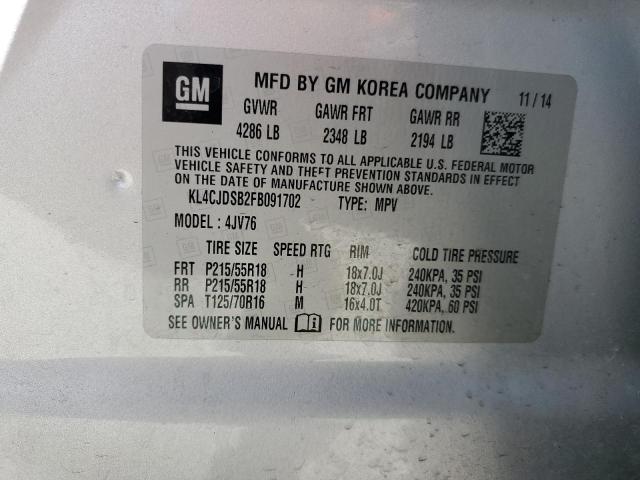 GM MFD BY GM KOREA COMPANY 11/14
GVWR GAWR FRT GAWR RR
4286 LB 2348 LB 2194 LB
THIS VEHICLE CONFORMS TO ALL APPLICABLE U.S. FEDERAL MOTOR
VEHICLE SAFETY AND THEFT PREVENTION STANDARDS IN EFFECT
ON THE DATE OF MANUFACTURE SHOWN ABOVE.
KL4CJDSB2FB091702 TYPE: MPV
MODEL: 4JV76
TIRE SIZE SPEED RTG RIM COLD TIRE PRESSURE
FRT P215/55R18 H 18x7.0J 240KPA, 35 PSI
RR P215/55R18 H 18x7.0J 240KPA, 35 PSI
SPA T125/70R16 M 16x4.0T 420KPA, 60 PSI
SEE OWNER'S MANUAL i FOR MORE INFORMATION.